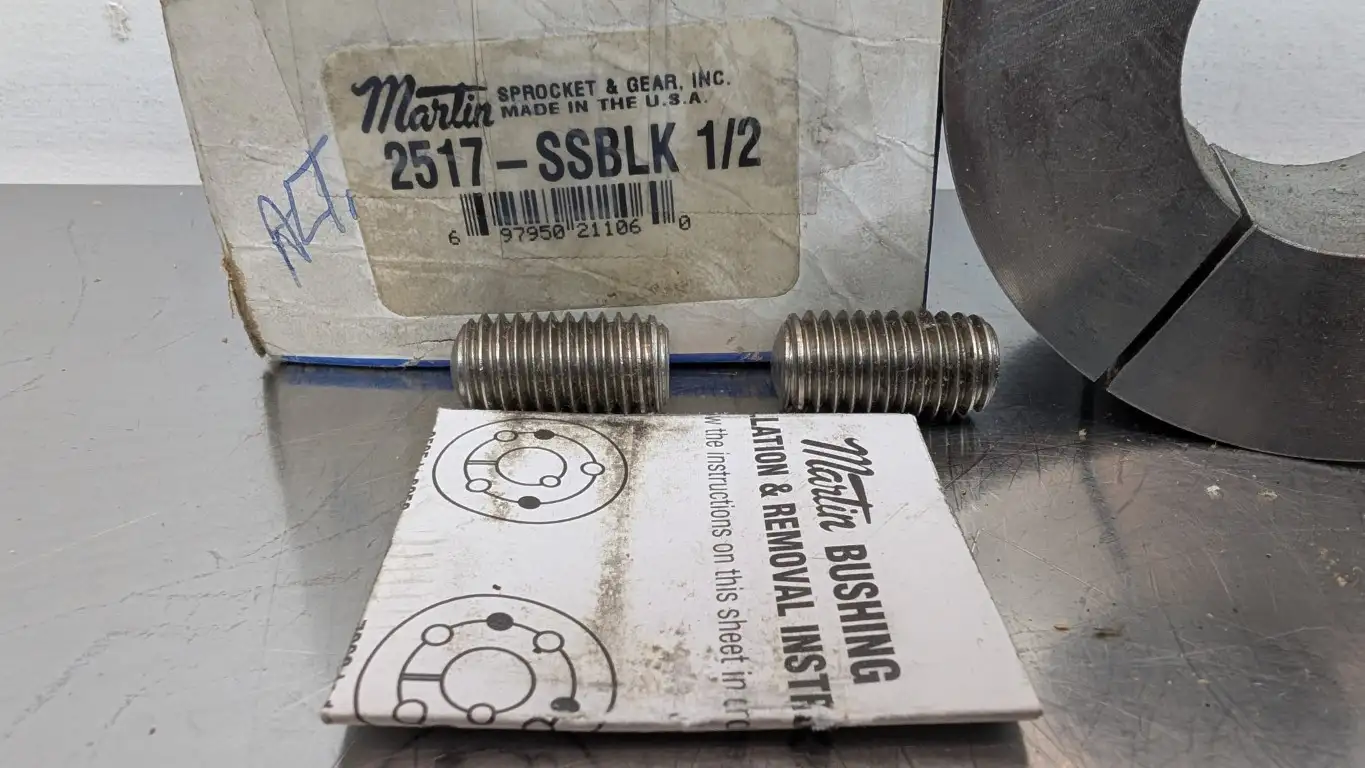 Martin SPROCKET & GEAR, INC.
MADE IN THE U.S.A.
2517-SSBLK 1/2
6 97950 21106 0
Martin BUSHING
LLATION & REMOVAL INSTR
w the instructions on this sheet in